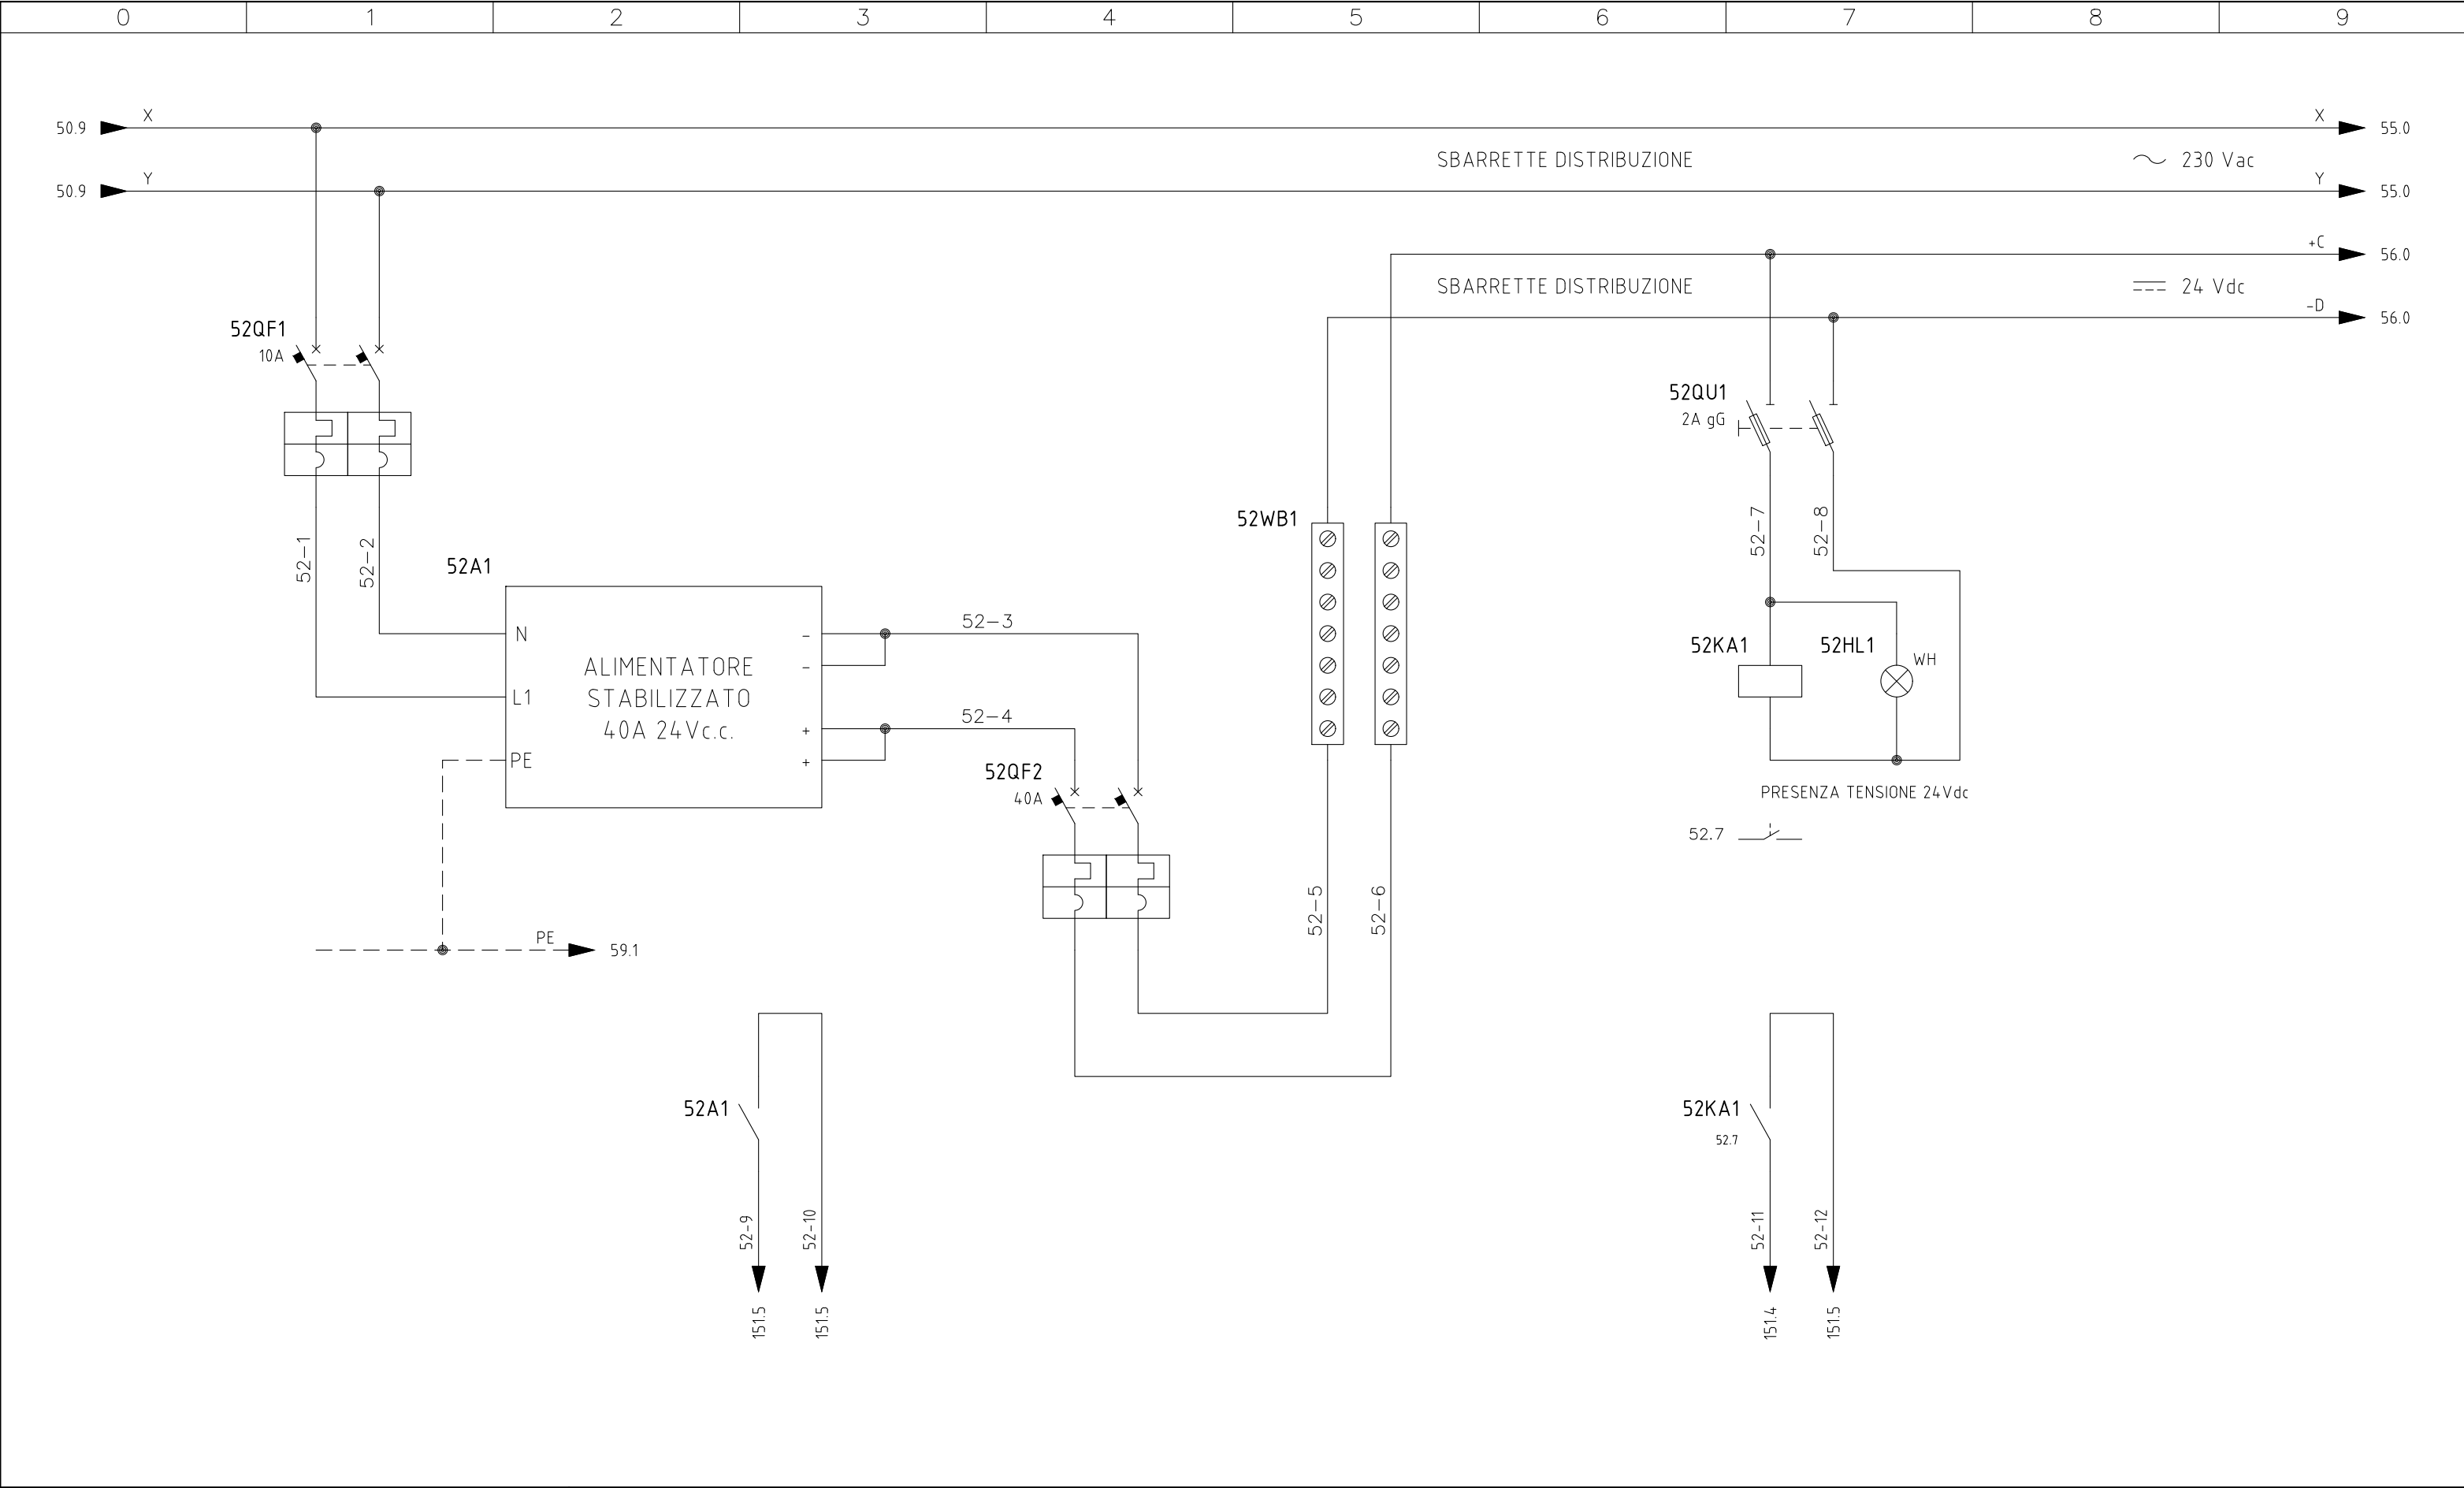 0 1 2 3 4 5 6 7 8 9
X X
50.9 55.0
SBARRETTE DISTRIBUZIONE 230 Vac
Y Y
50.9 55.0
+C
56.0
SBARRETTE DISTRIBUZIONE 24 Vdc
-D
56.0
52QF1
10A
52QU1
2A gG
52WB1
52-7
52-8
52-1
52-2
52A1
N
L1
PE
ALIMENTATORE
STABILIZZATO
40A 24Vc.c.
-
-
+
+
52-3
52-4
52KA1
52HL1
WH
52QF2
40A
PRESENZA TENSIONE 24Vdc
52.7
52-5
52-6
PE
59.1
52A1
52KA1
52.7
52-9
52-10
52-11
52-12
151.5
151.5
151.4
151.5